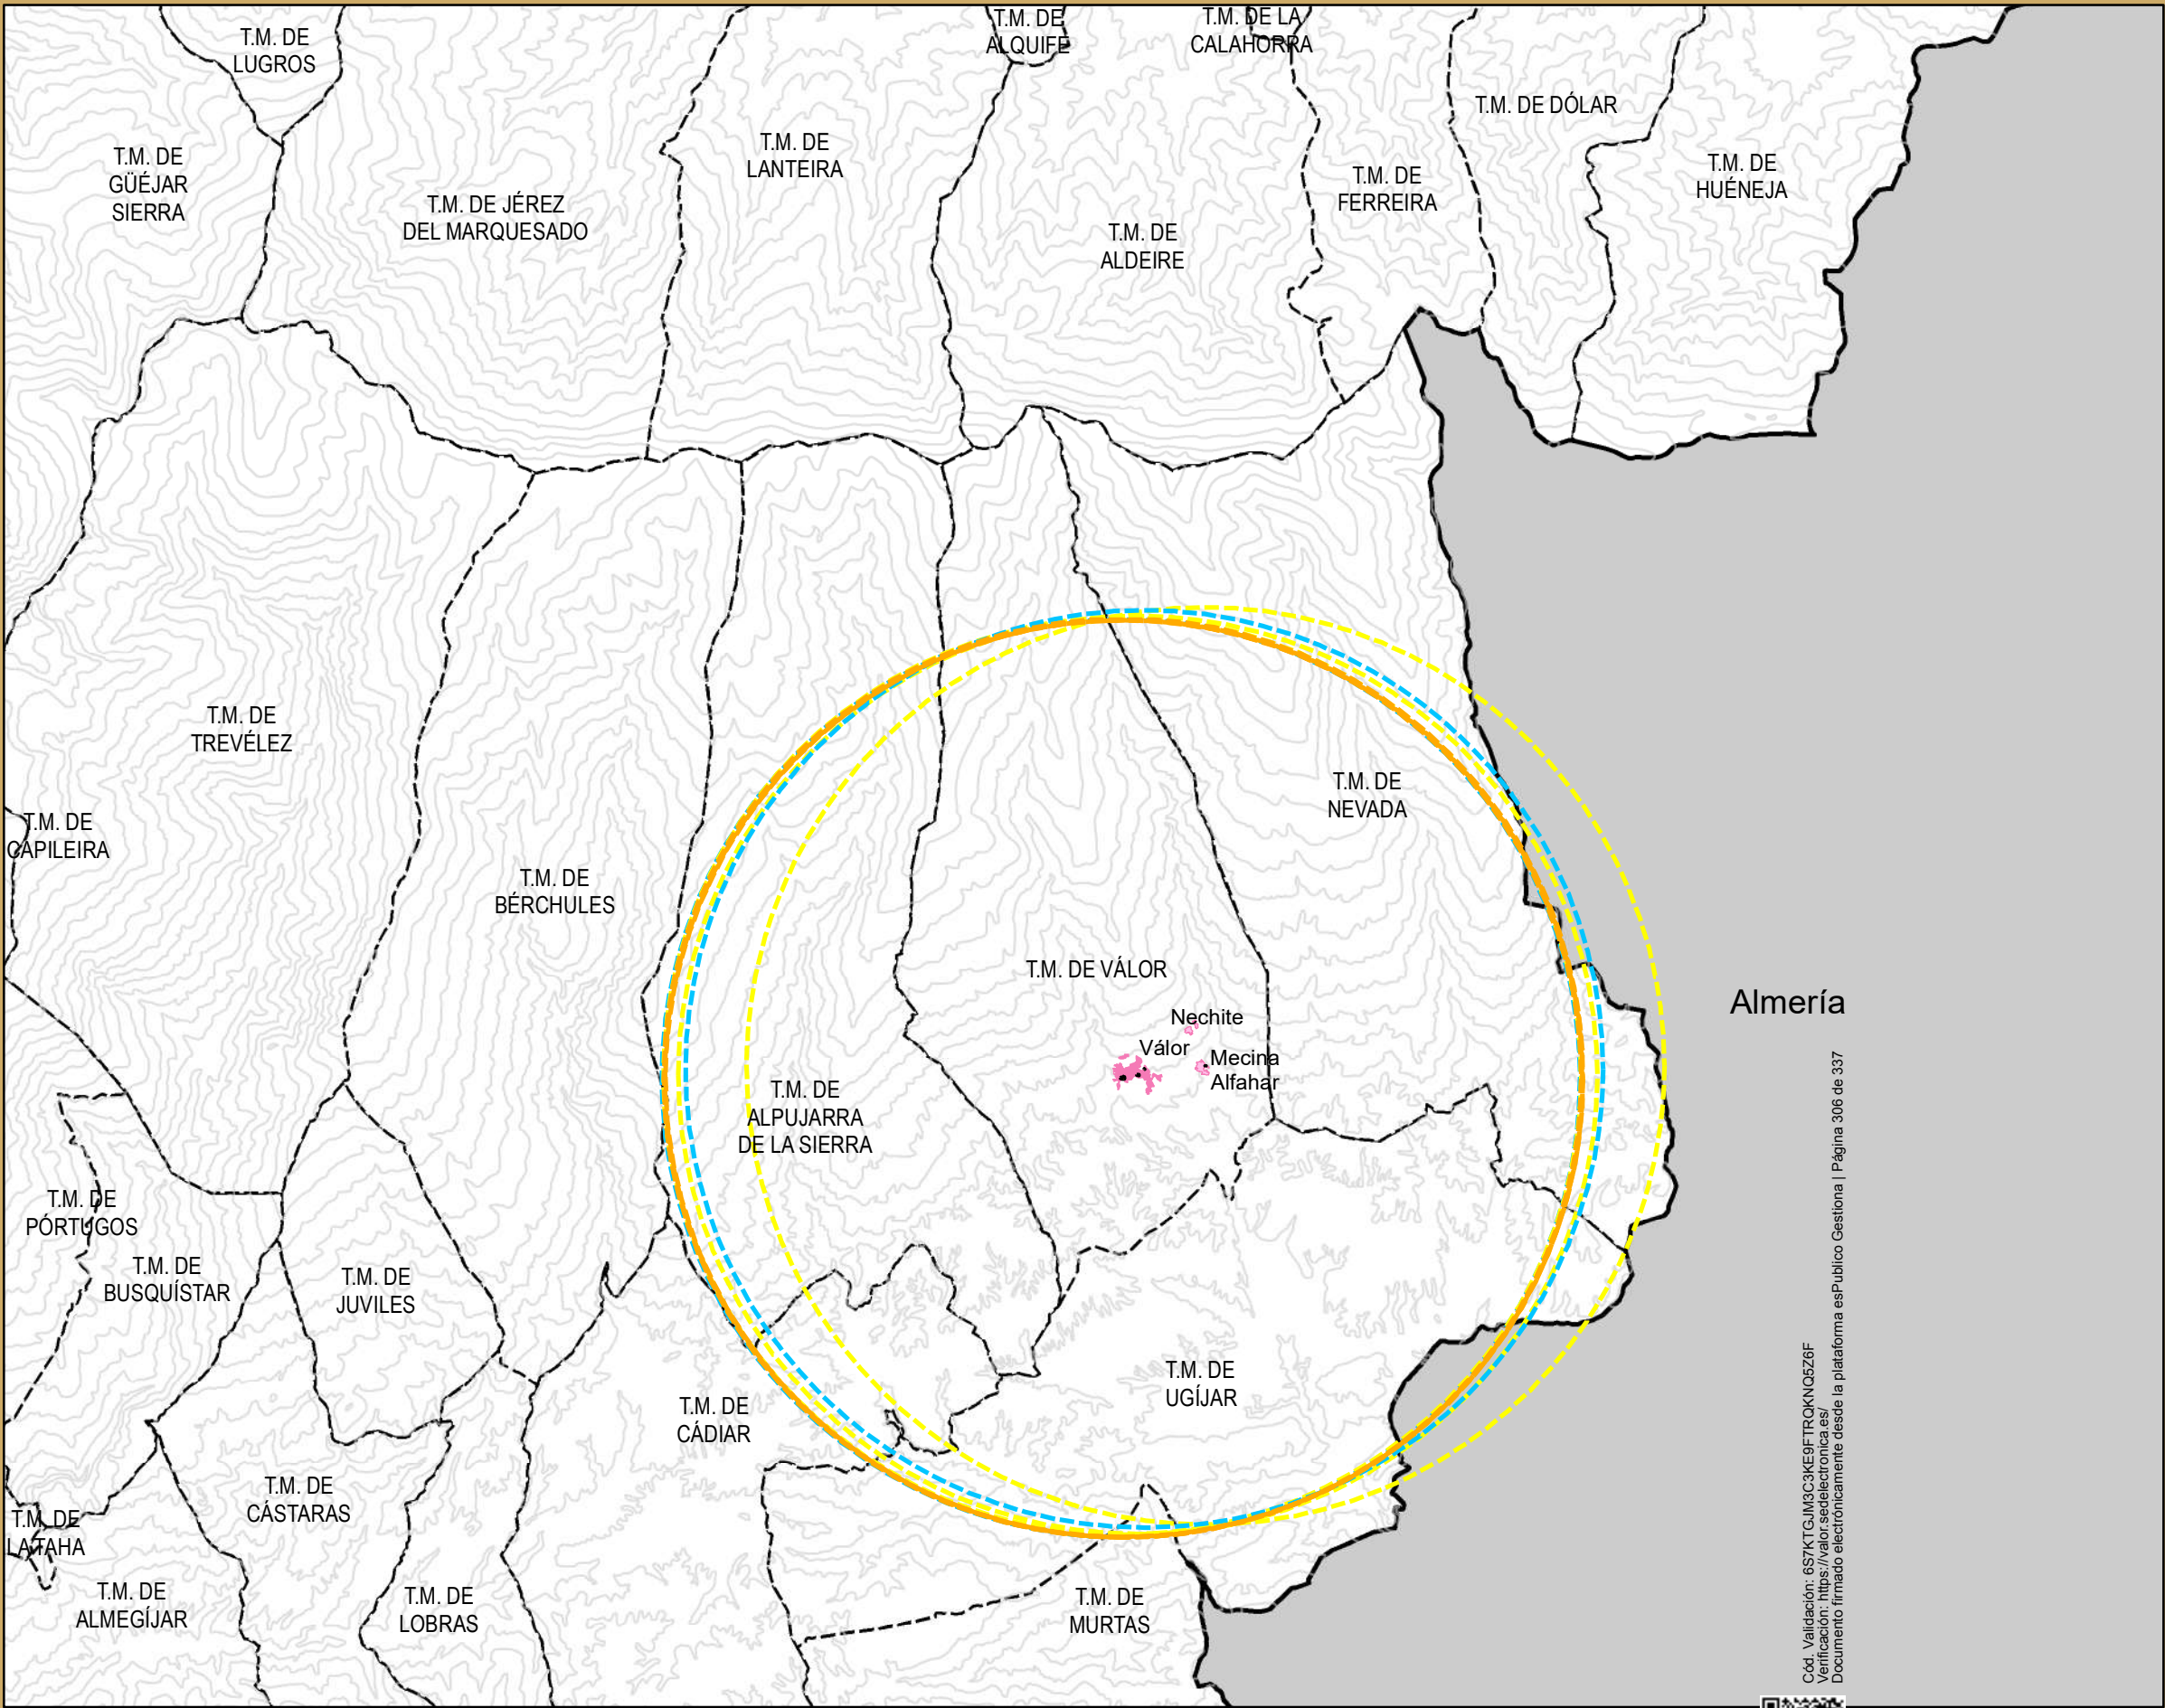 T.M. DE
LUGROS
T.M. DE
ALQUIFE
T.M. DE LA
CALAHORRA
T.M. DE DÓLAR
T.M. DE
LANTEIRA
T.M. DE
GÜÉJAR
SIERRA
T.M. DE JÉREZ
DEL MARQUESADO
T.M. DE
FERREIRA
T.M. DE
HUÉNEJA
T.M. DE
ALDEIRE
T.M. DE
TREVÉLEZ
T.M. DE
NEVADA
T.M. DE
CAPILEIRA
T.M. DE
BÉRCHULES
T.M. DE VÁLOR
Nechite
Válor
Mecina
Alfahar
Almería
T.M. DE
ALPUJARRA
DE LA SIERRA
T.M. DE
PÓRTUGOS
T.M. DE
BUSQUÍSTAR
T.M. DE
JUVILES
T.M. DE
UGÍJAR
T.M. DE
CÁDIAR
T.M. DE
CÁSTARAS
T.M. DE
LA TAHA
T.M. DE
ALMEGÍJAR
T.M. DE
LOBRAS
T.M. DE
MURTAS
Cód. Validación: 6S7KTTGJM3C3KE9FTRQKNQ5Z6F
Verificación: https://valor.sedelectronica.es/
Documento firmado electrónicamente desde la plataforma esPublico Gestiona | Página 306 de 337